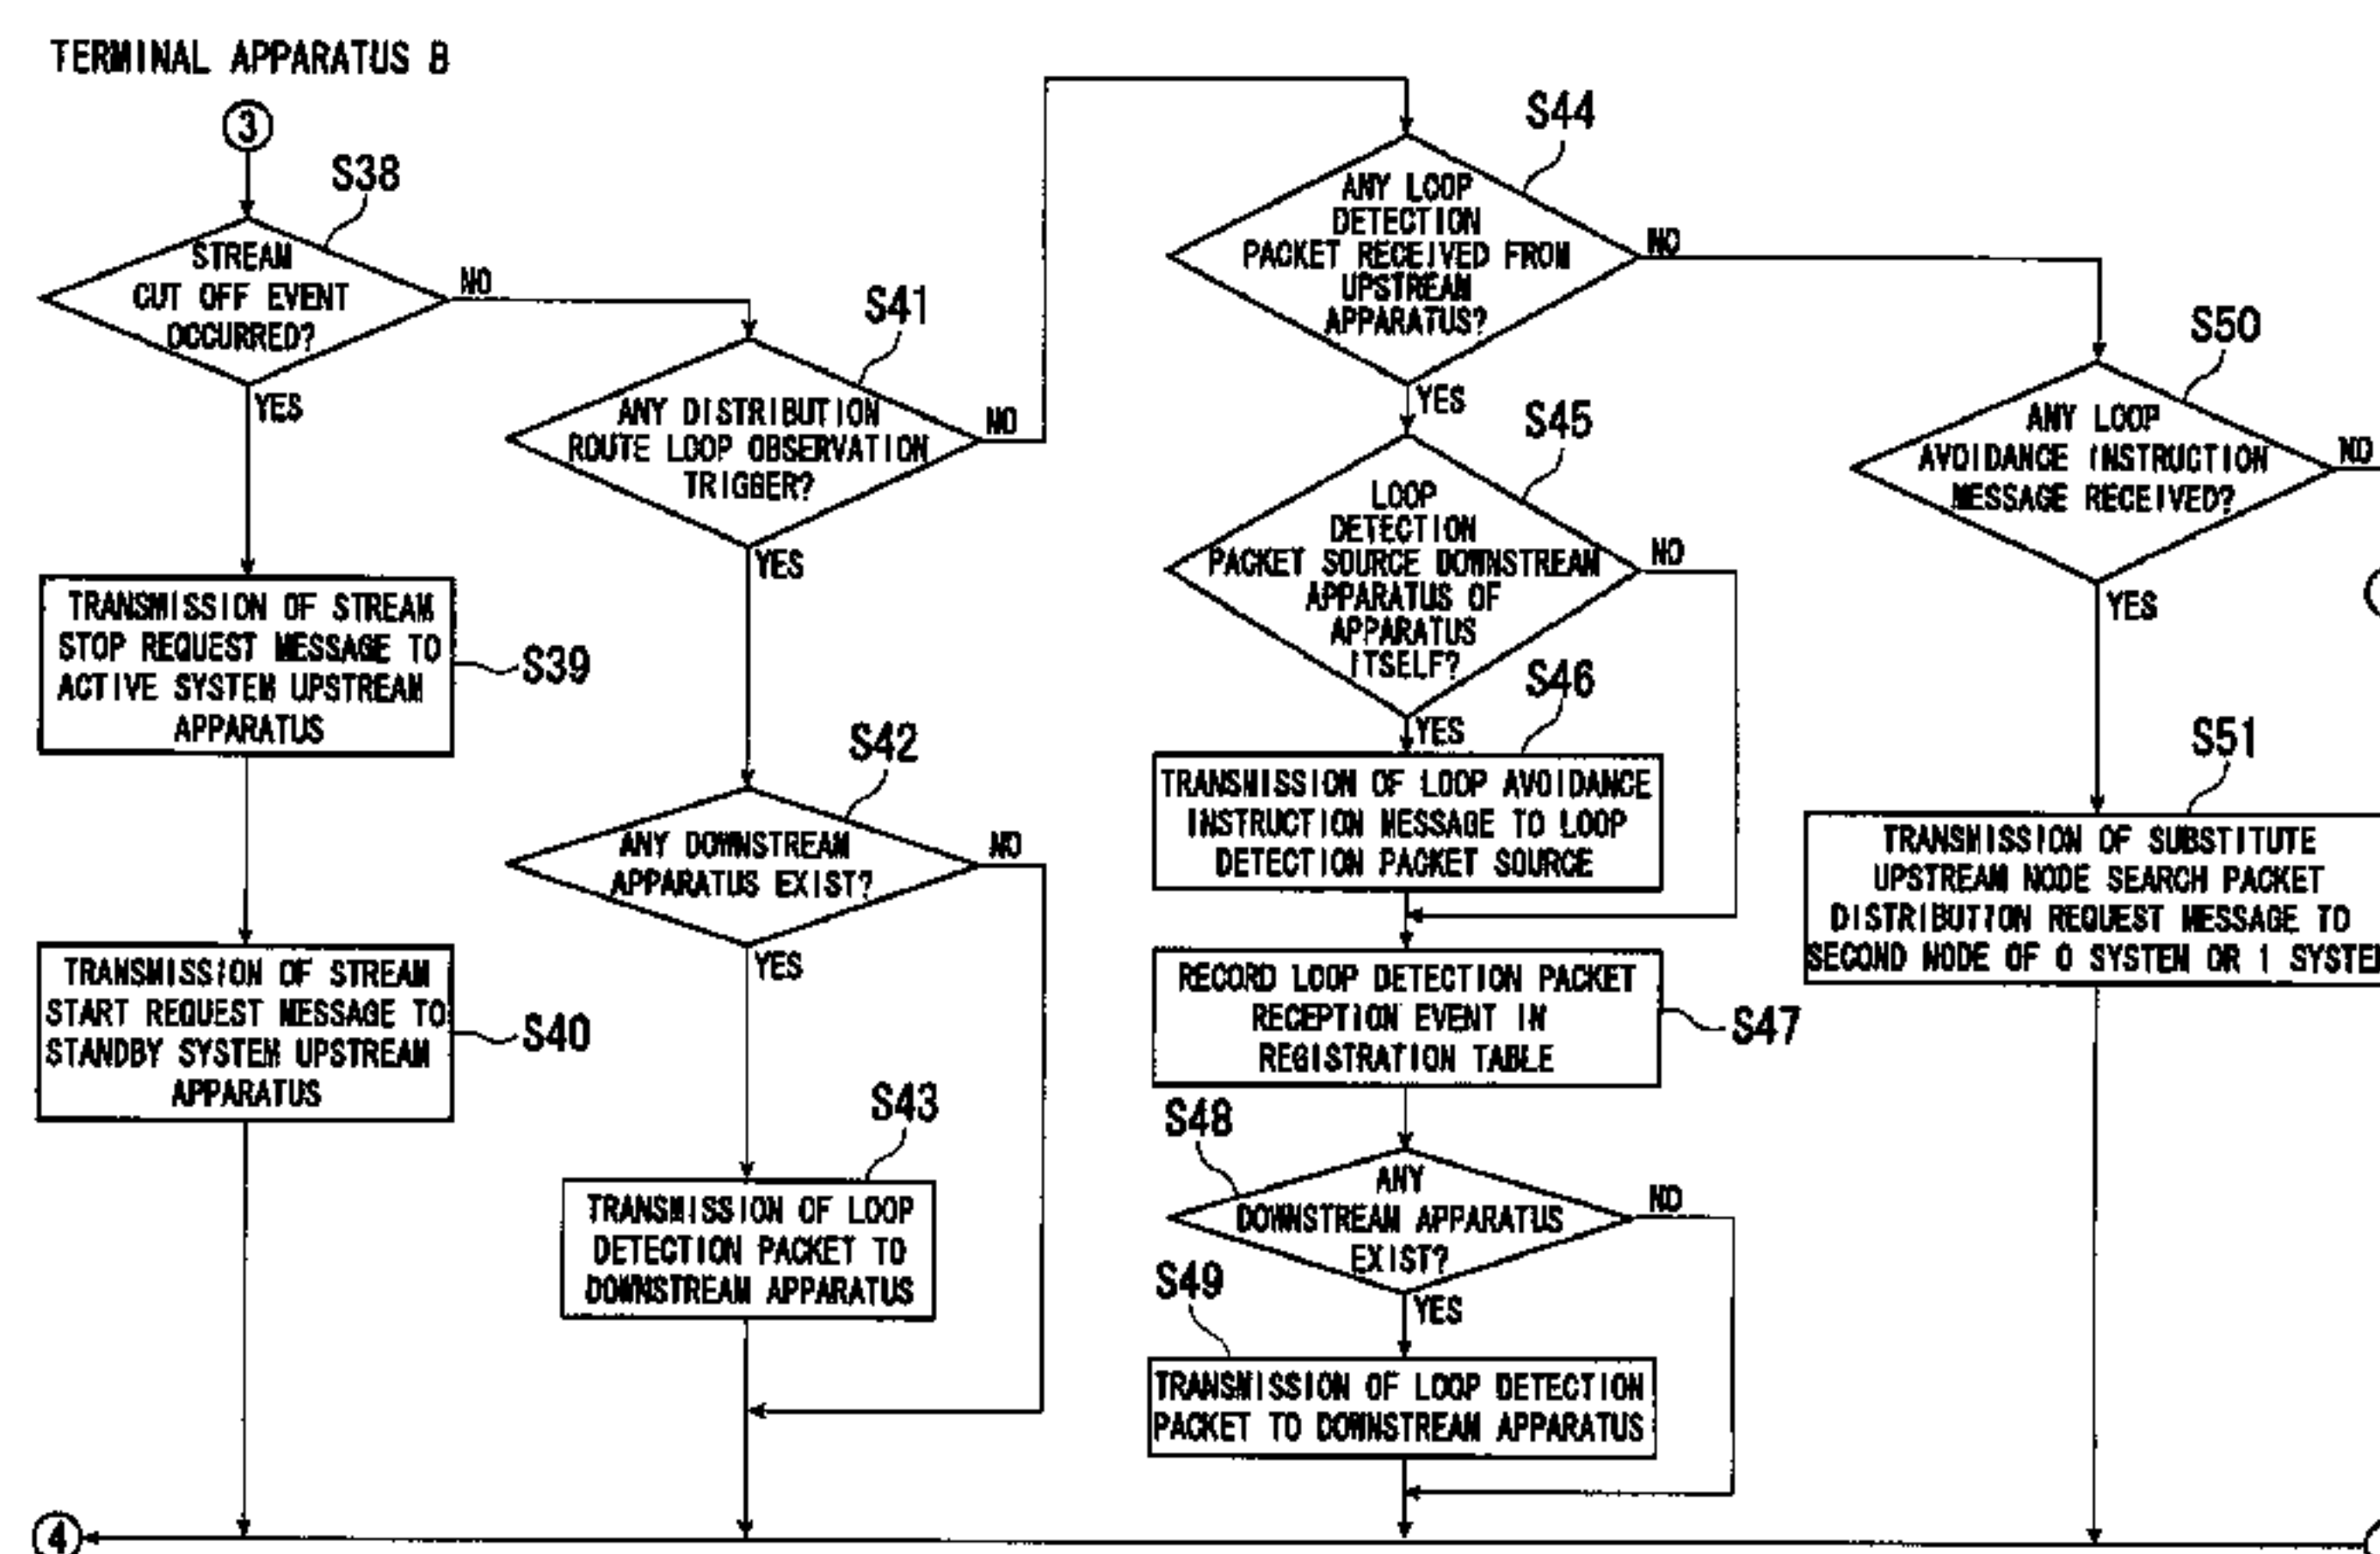 TERMINAL APPARATUS B
3
S38
STREAM
CUT OFF EVENT
OCCURRED?
NO
YES
TRANSMISSION OF STREAM
STOP REQUEST MESSAGE TO
ACTIVE SYSTEM UPSTREAM
APPARATUS
S39
TRANSMISSION OF STREAM
START REQUEST MESSAGE TO
STANDBY SYSTEM UPSTREAM
APPARATUS
S40
S41
ANY DISTRIBUTION
ROUTE LOOP OBSERVATION
TRIGGER?
NO
YES
S42
ANY DOWNSTREAM
APPARATUS EXIST?
NO
YES
S43
TRANSMISSION OF LOOP
DETECTION PACKET TO
DOWNSTREAM APPARATUS
S44
ANY LOOP
DETECTION
PACKET RECEIVED FROM
UPSTREAM
APPARATUS?
NO
YES
S45
LOOP
DETECTION
PACKET SOURCE DOWNSTREAM
APPARATUS OF
APPARATUS
ITSELF?
NO
YES
S46
TRANSMISSION OF LOOP AVOIDANCE
INSTRUCTION MESSAGE TO LOOP
DETECTION PACKET SOURCE
RECORD LOOP DETECTION PACKET
RECEPTION EVENT IN
REGISTRATION TABLE
S47
S48
ANY
DOWNSTREAM APPARATUS
EXIST?
NO
YES
S49
TRANSMISSION OF LOOP DETECTION
PACKET TO DOWNSTREAM APPARATUS
S50
ANY LOOP
AVOIDANCE INSTRUCTION
MESSAGE RECEIVED?
NO
YES
S51
TRANSMISSION OF SUBSTITUTE
UPSTREAM NODE SEARCH PACKET
DISTRIBUTION REQUEST MESSAGE TO
SECOND NODE OF 0 SYSTEM OR 1 SYSTEM
4